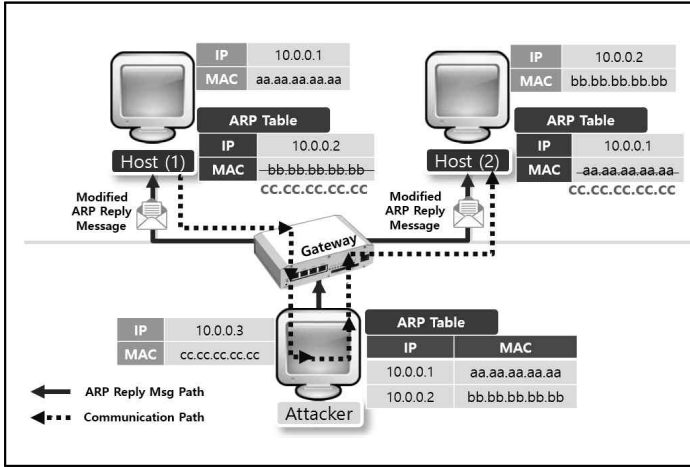 IP 10.0.0.1
MAC aa.aa.aa.aa.aa
ARP Table
IP 10.0.0.2
MAC bb.bb.bb.bb.bb
cc.cc.cc.cc.cc
Host (1)
Modified
ARP Reply
Message
IP 10.0.0.2
MAC bb.bb.bb.bb.bb
ARP Table
IP 10.0.0.1
MAC aa.aa.aa.aa.aa
cc.cc.cc.cc.cc
Host (2)
Modified
ARP Reply
Message
Gateway
IP 10.0.0.3
MAC cc.cc.cc.cc.cc
Attacker
ARP Table
IP MAC
10.0.0.1 aa.aa.aa.aa.aa
10.0.0.2 bb.bb.bb.bb.bb
ARP Reply Msg Path
Communication Path